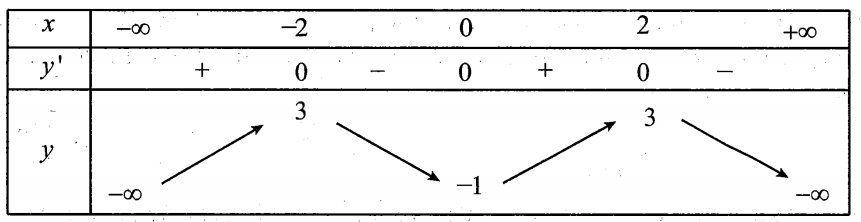 x −∞ −2 0 2 +∞
y' + 0 − 0 + 0 −
3 3
y
−∞ −1 −∞